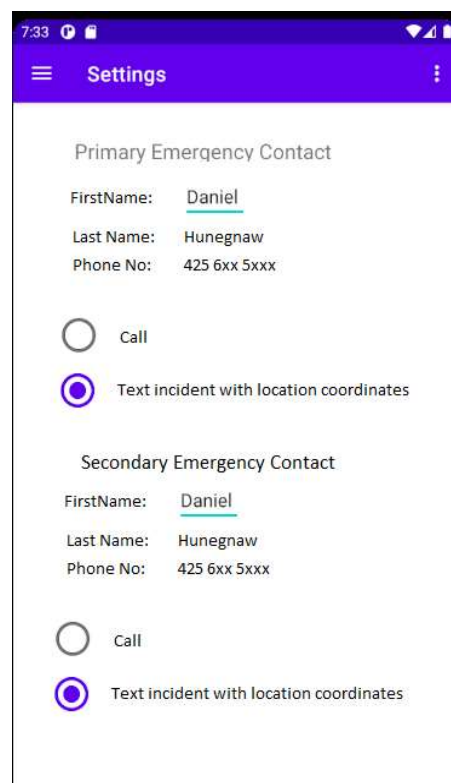 7:33
Settings
Primary Emergency Contact
FirstName: Daniel
Last Name: Hunegnaw
Phone No: 425 6xx 5xxx
Call
Text incident with location coordinates
Secondary Emergency Contact
FirstName: Daniel
Last Name: Hunegnaw
Phone No: 425 6xx 5xxx
Call
Text incident with location coordinates